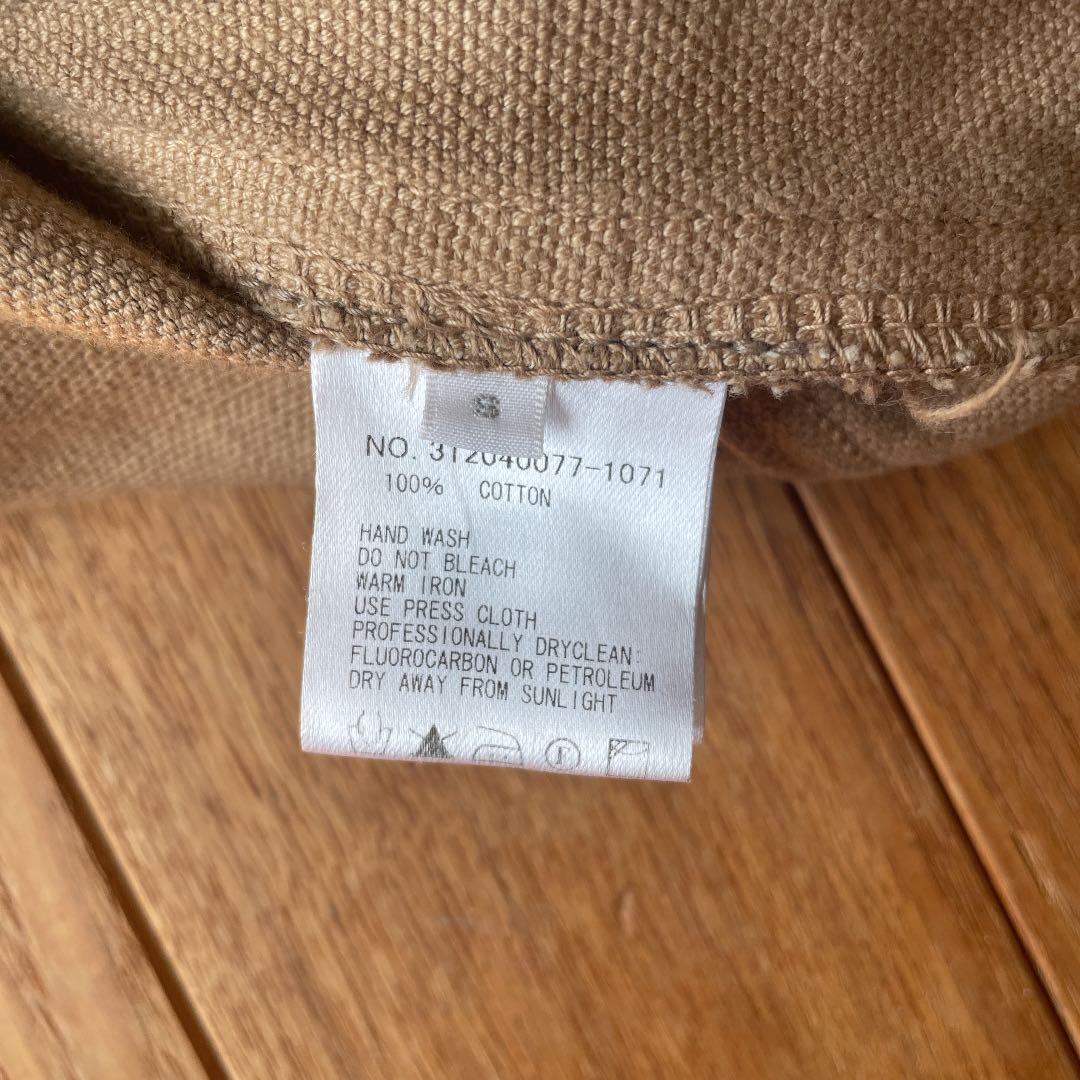 S
NO. 312040077-1071
100% COTTON
HAND WASH
DO NOT BLEACH
WARM IRON
USE PRESS CLOTH
PROFESSIONALLY DRYCLEAN:
FLUOROCARBON OR PETROLEUM
DRY AWAY FROM SUNLIGHT